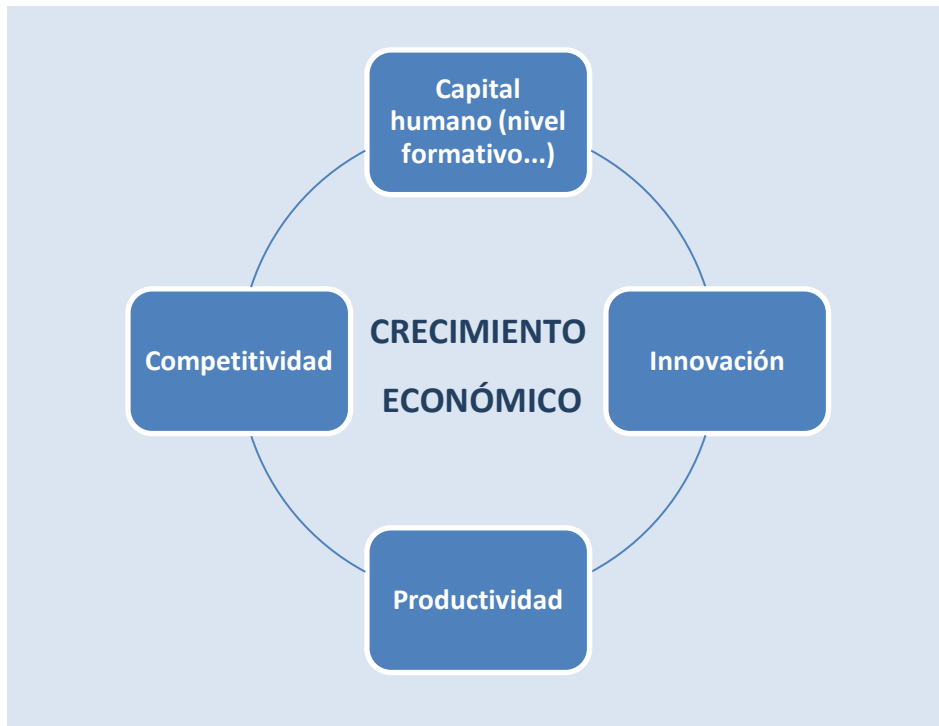 Capital
humano (nivel
formativo...)
Competitividad
CRECIMIENTO
ECONÓMICO
Innovación
Productividad